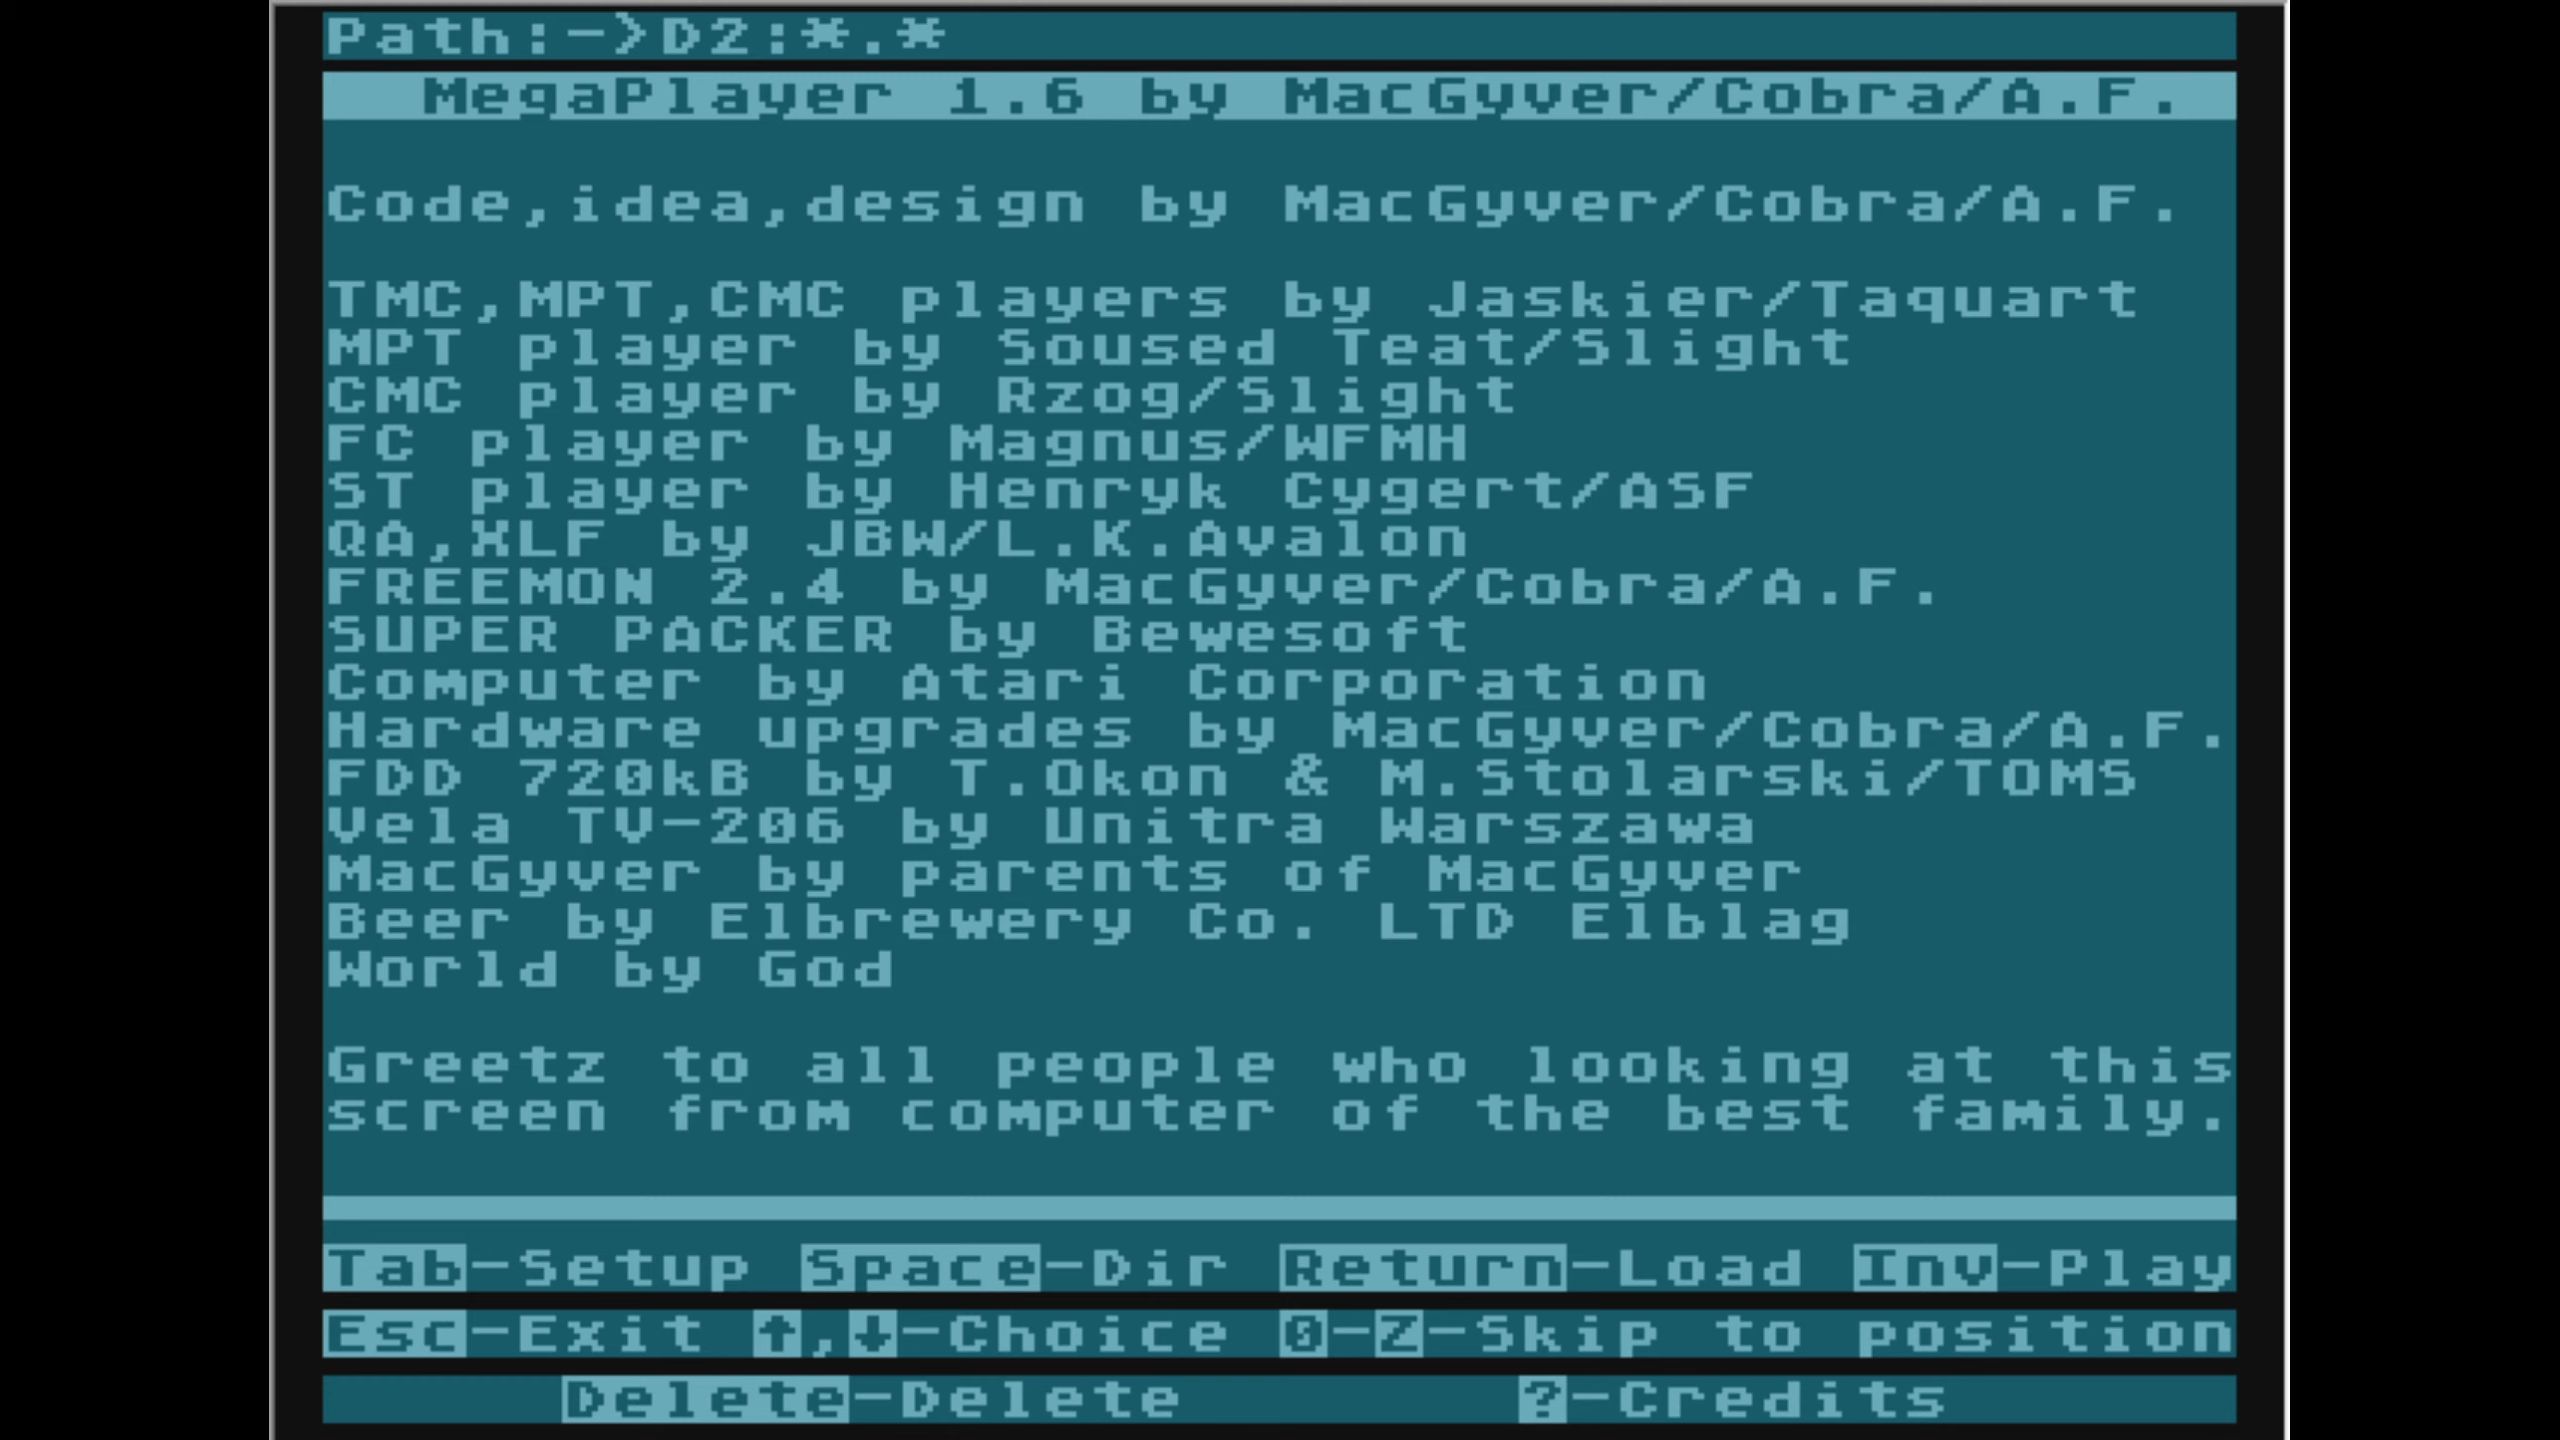 Path:->D2:*.*
MegaPlayer 1.6 by MacGyver/Cobra/A.F.
Code,idea,design by MacGyver/Cobra/A.F.
TMC,MPT,CMC players by Jaskier/Taquart
MPT player by Soused Teat/Slight
CMC player by Rzog/Slight
FC player by Magnus/WFMH
ST player by Henryk Cygert/ASF
QA,XLF by JBW/L.K.Avalon
FREEMON 2.4 by MacGyver/Cobra/A.F.
SUPER PACKER by Bewesoft
Computer by Atari Corporation
Hardware upgrades by MacGyver/Cobra/A.F.
FDD 720kB by T.Okon & M.Stolarski/TOMS
Vela TV-206 by Unitra Warszawa
MacGyver by parents of MacGyver
Beer by Elbrewery Co. LTD Elblag
World by God
Greetz to all people who looking at this
screen from computer of the best family.
Tab-Setup Space-Dir Return-Load Inv-Play
Esc-Exit ↑,↓-Choice 0-Z-Skip to position
Delete-Delete ?-Credits